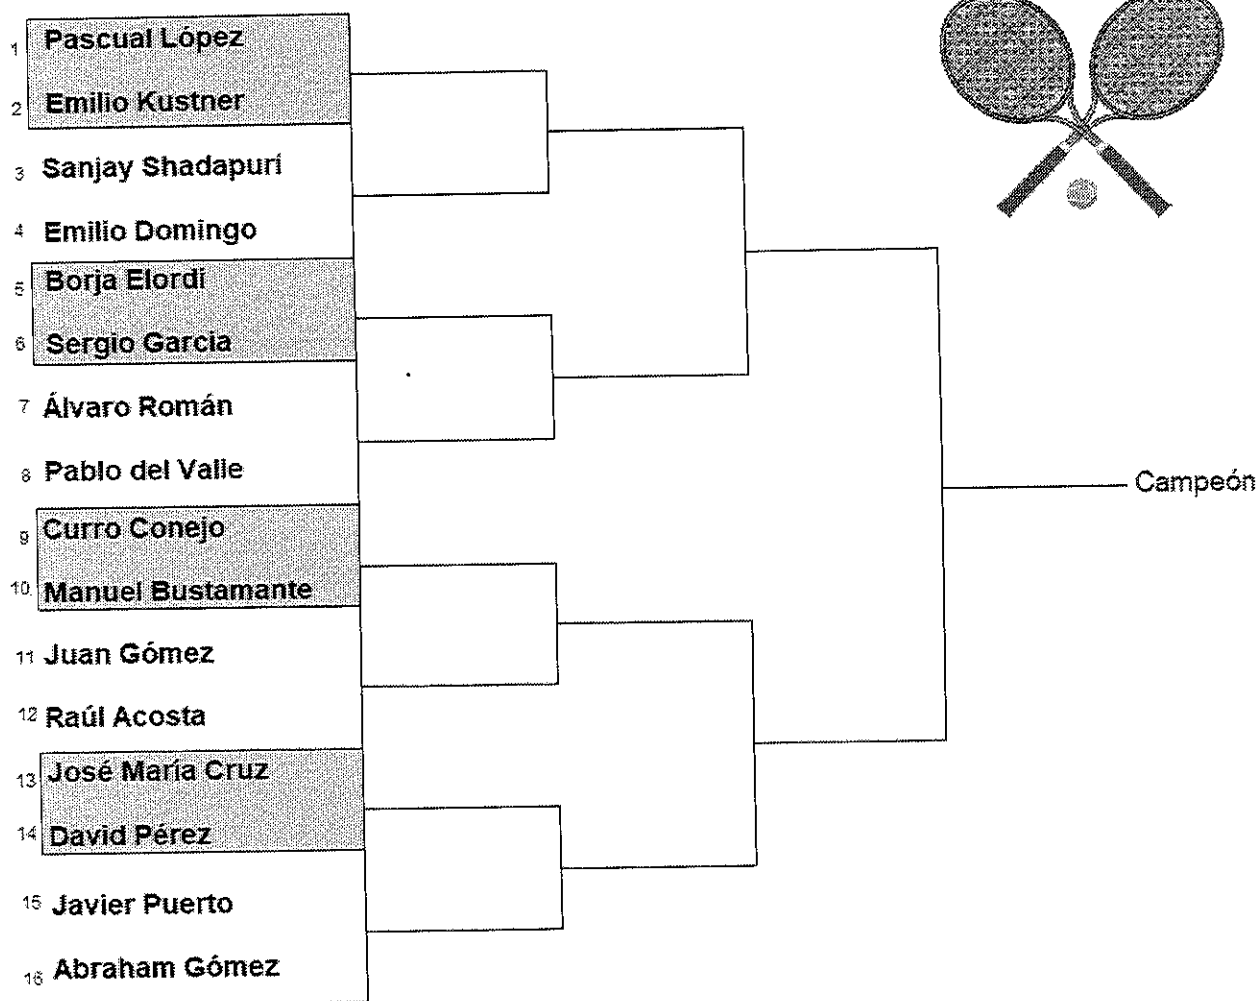 1 Pascual López
2 Emilio Kustner
3 Sanjay Shadapuri
4 Emilio Domingo
5 Borja Elordi
6 Sergio Garcia
7 Álvaro Román
8 Pablo del Valle
9 Curro Conejo
10 Manuel Bustamante
11 Juan Gómez
12 Raúl Acosta
13 José María Cruz
14 David Pérez
15 Javier Puerto
16 Abraham Gómez
Campeón